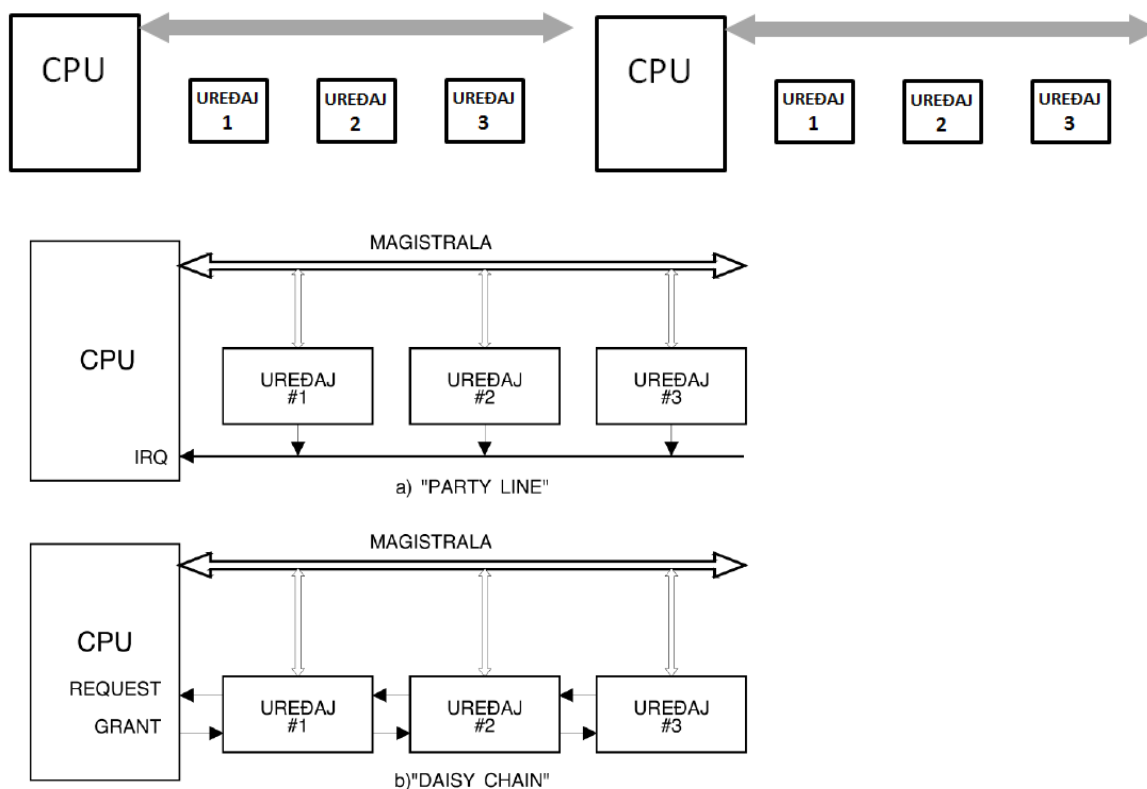 CPU
UREĐAJ
1
UREĐAJ
2
UREĐAJ
3
CPU
UREĐAJ
1
UREĐAJ
2
UREĐAJ
3
MAGISTRALA
CPU
UREĐAJ
#1
UREĐAJ
#2
UREĐAJ
#3
IRQ
a) "PARTY LINE"
MAGISTRALA
CPU
REQUEST
GRANT
UREĐAJ
#1
UREĐAJ
#2
UREĐAJ
#3
b)"DAISY CHAIN"